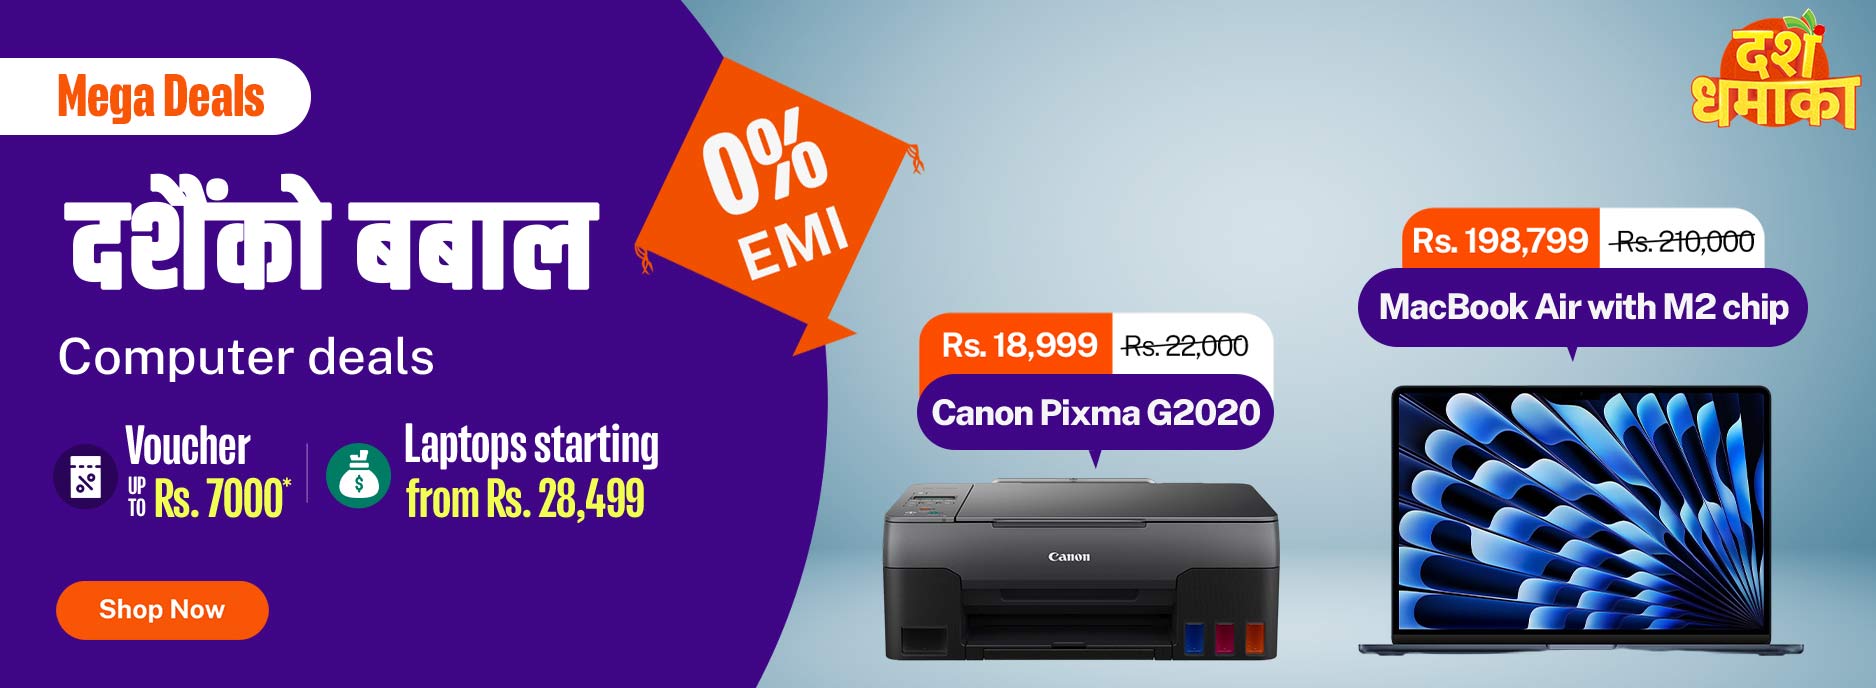 Mega Deals
दशैंको बबाल
Computer deals
Voucher
UP TO Rs. 7000*
Laptops starting
from Rs. 28,499
Shop Now
0%
EMI
Rs. 18,999 Rs. 22,000
Canon Pixma G2020
Canon
Rs. 198,799 Rs. 210,000
MacBook Air with M2 chip
दशैं
धमाका